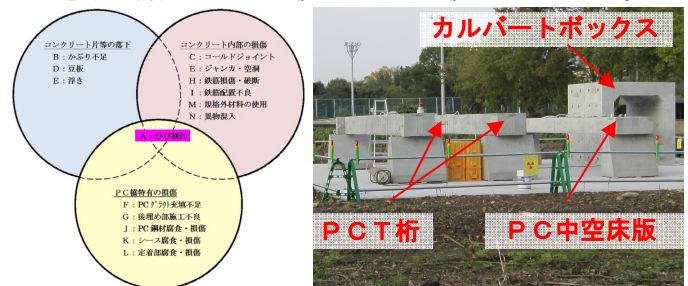 コンクリート片等の落下
B：かぶり不足
D：豆板
E：浮き
コンクリート内部の損傷
C：コールドジョイント
E：ジャンカ・空洞
H：鉄筋損傷・破断
I：鉄筋配置不良
M：規格外材料の使用
N：異物混入
A：ひび割れ
PC橋特有の損傷
F：PCグラウト充填不足
G：後埋め部施工不良
J：PC鋼材腐食・損傷
K：シース腐食・損傷
L：定着部腐食・損傷
カルバートボックス
PCT桁
PC中空床版